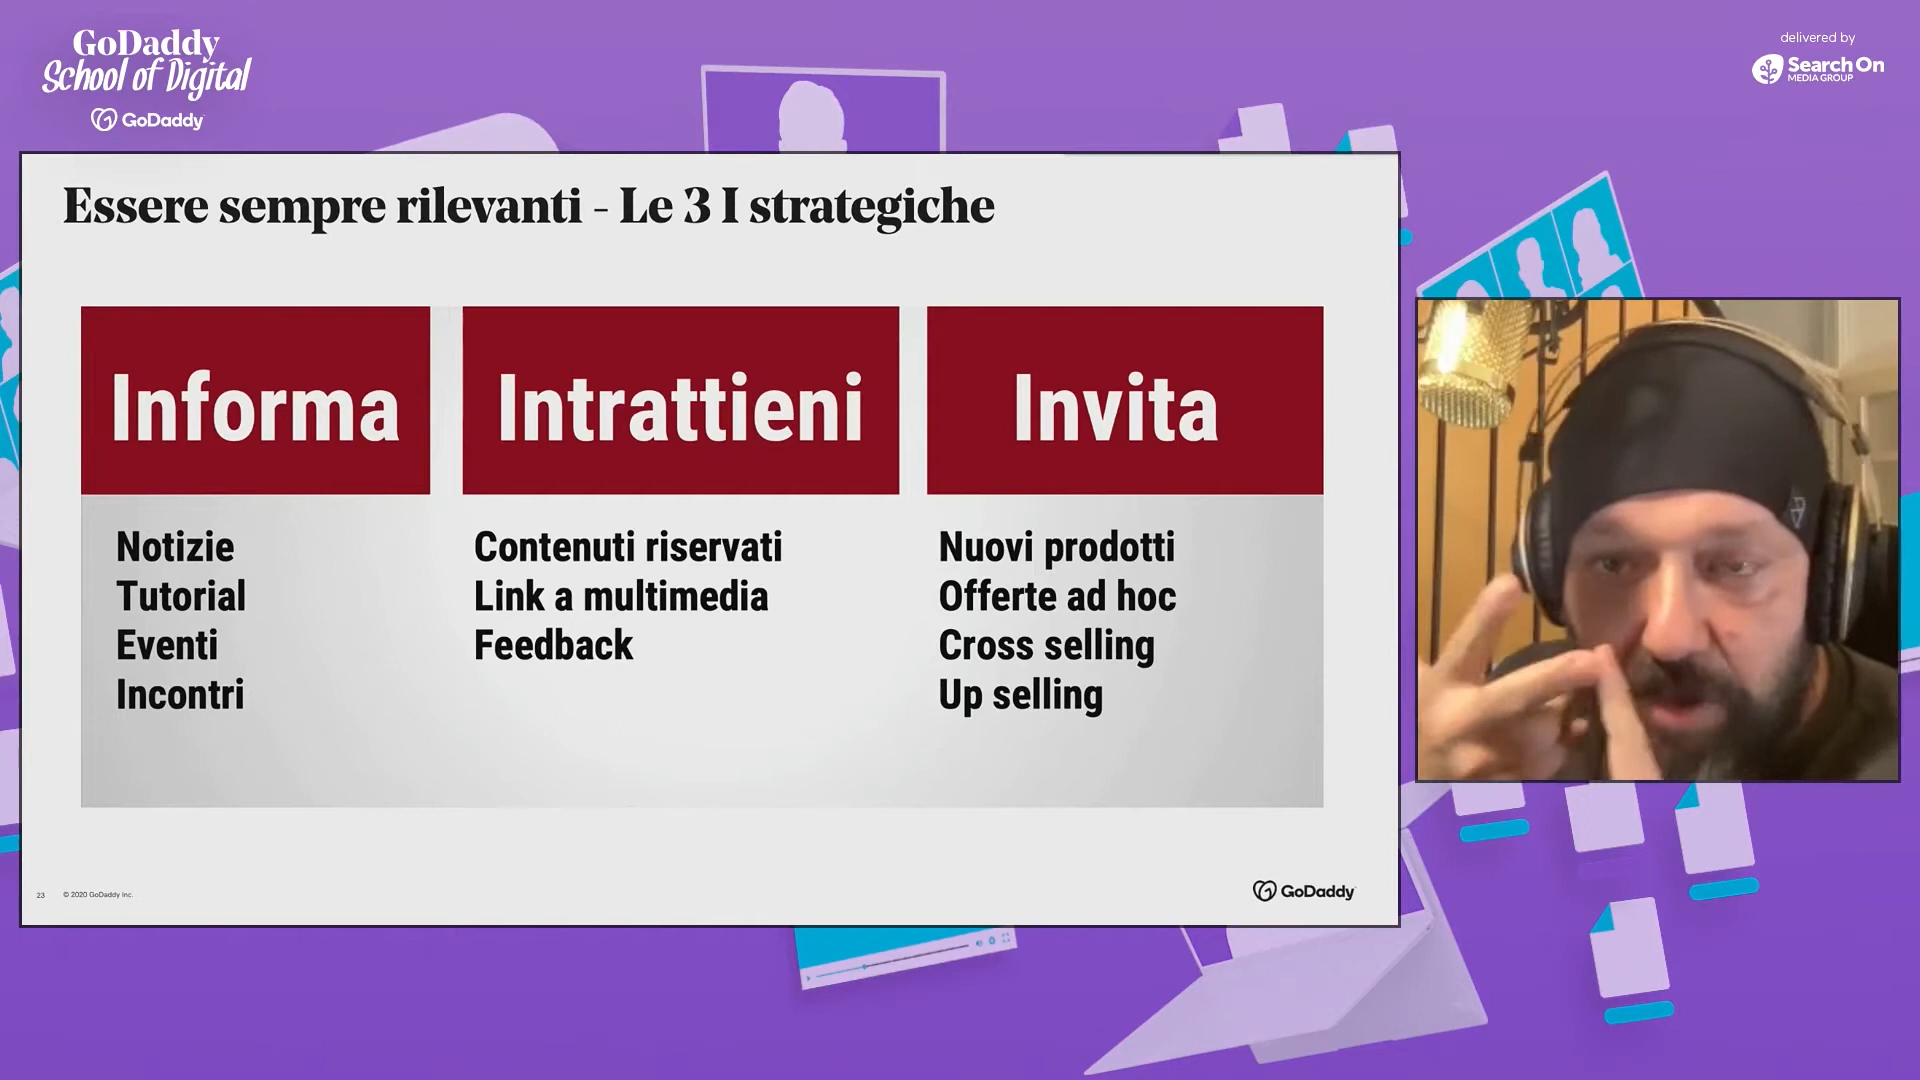 GoDaddy
School of Digital
GoDaddy
delivered by
Search On
MEDIA GROUP
Essere sempre rilevanti - Le 3 I strategiche
Informa
Notizie
Tutorial
Eventi
Incontri
Intrattieni
Contenuti riservati
Link a multimedia
Feedback
Invita
Nuovi prodotti
Offerte ad hoc
Cross selling
Up selling
23 © 2020 GoDaddy Inc.
GoDaddy